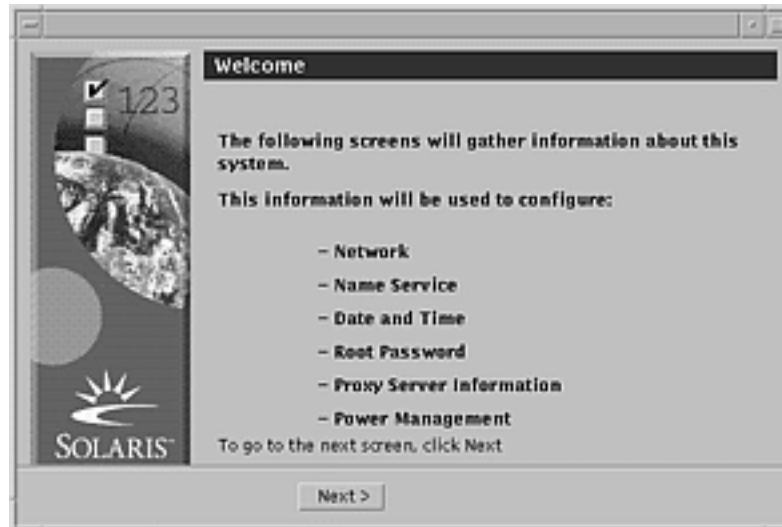 Welcome
123
The following screens will gather information about this
system.
This information will be used to configure:
– Network
– Name Service
– Date and Time
– Root Password
– Proxy Server Information
– Power Management
SOLARIS™
To go to the next screen, click Next
Next >